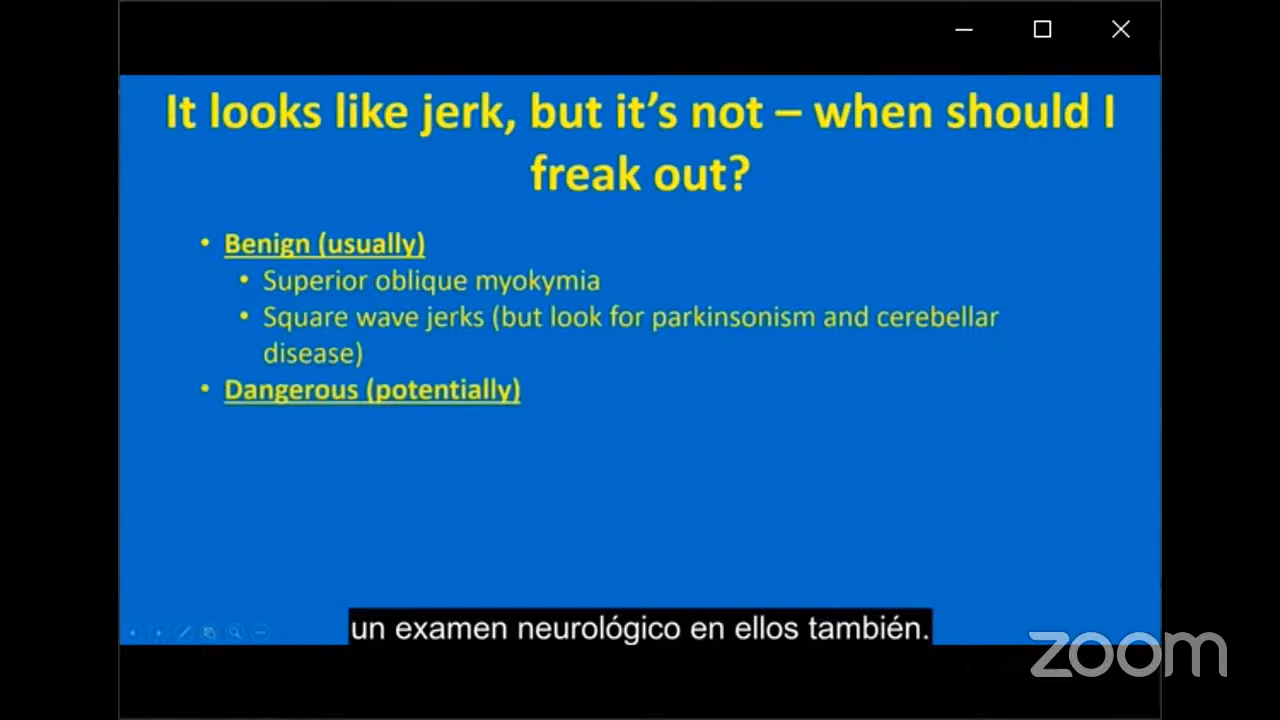 It looks like jerk, but it's not – when should I
freak out?
• Benign (usually)
• Superior oblique myokymia
• Square wave jerks (but look for parkinsonism and cerebellar
disease)
• Dangerous (potentially)
un examen neurológico en ellos también.
zoom